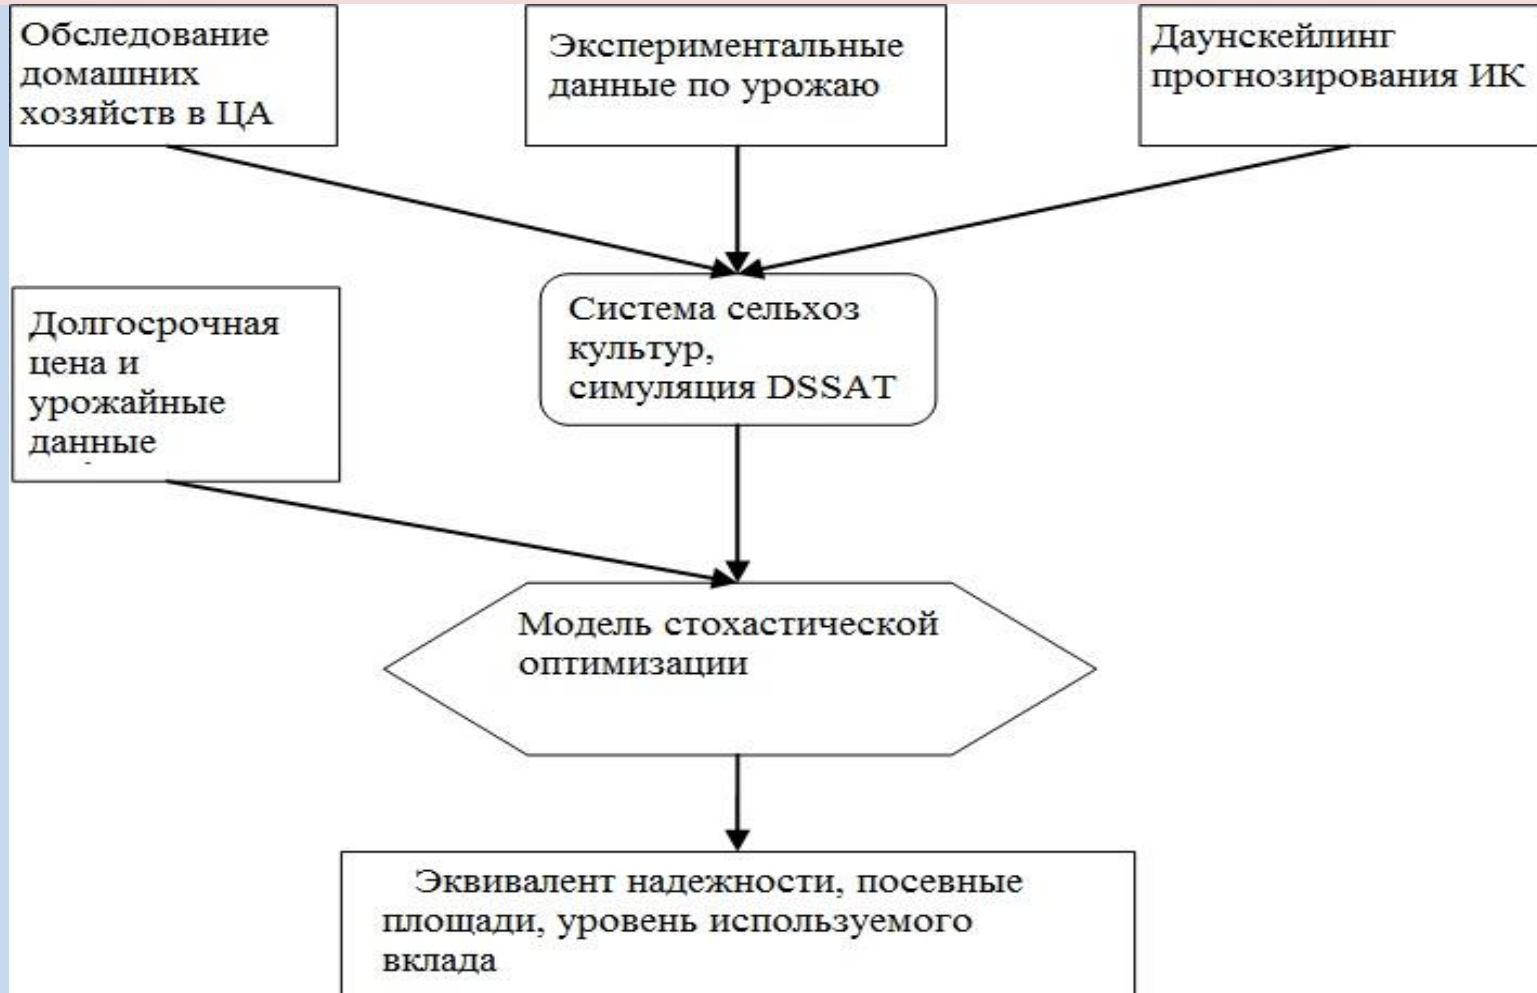 Обследование
домашних
хозяйств в ЦА
Экспериментальные
данные по урожаю
Даунскейлинг
прогнозирования ИК
Долгосрочная
цена и
урожайные
данные
Система сельхоз
культур,
симуляция DSSAT
Модель стохастической
оптимизации
Эквивалент надежности, посевные
площади, уровень используемого
вклада